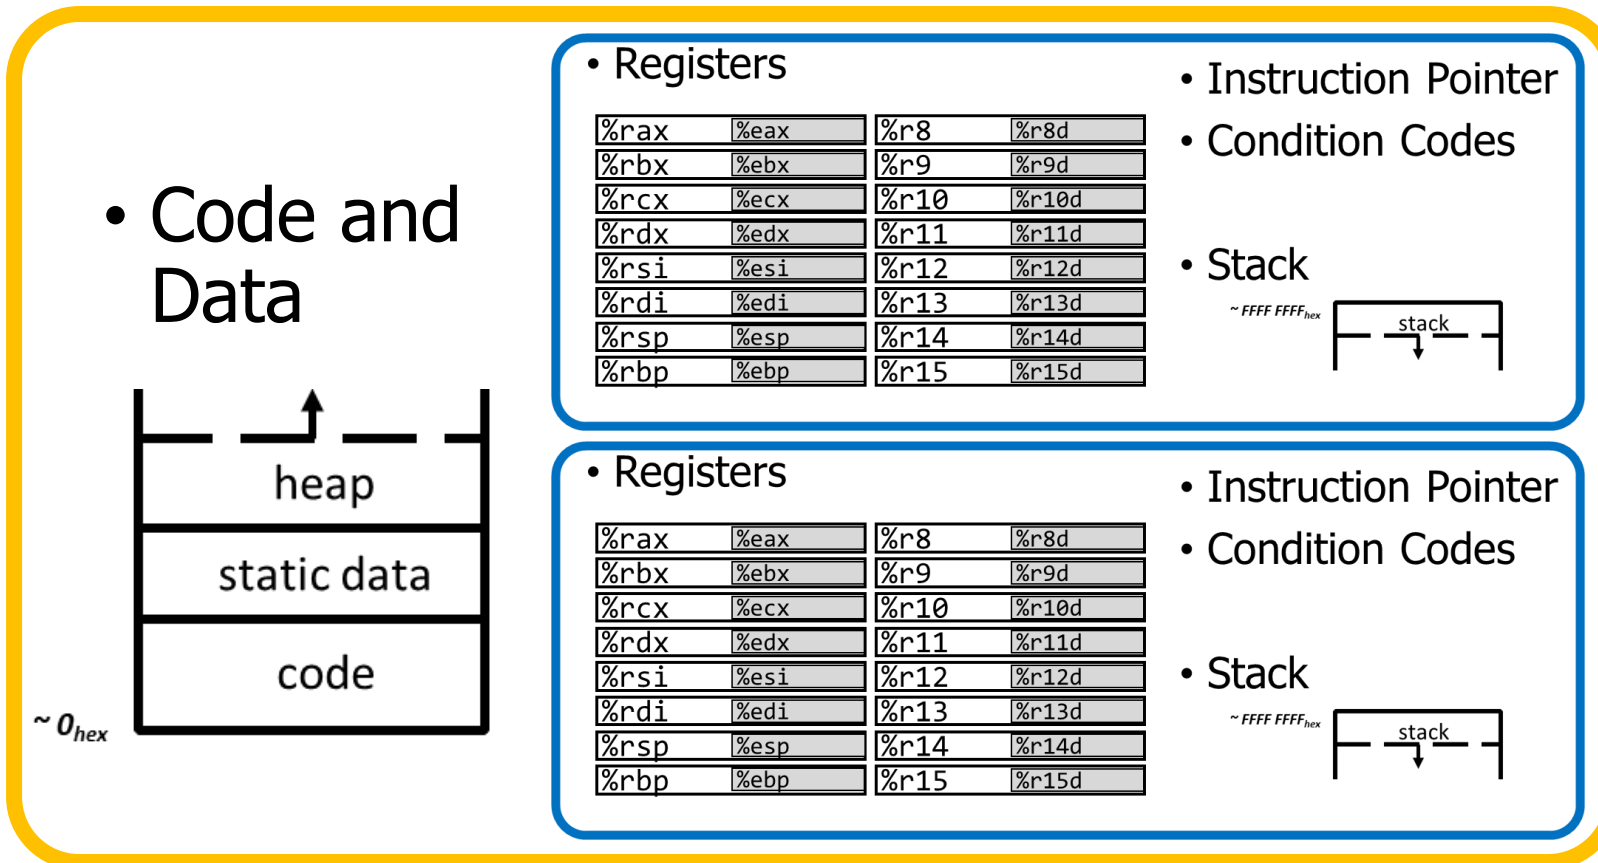 • Code and
Data
heap
static data
code
~ 0hex
• Registers
%rax %eax %r8 %r8d
%rbx %ebx %r9 %r9d
%rcx %ecx %r10 %r10d
%rdx %edx %r11 %r11d
%rsi %esi %r12 %r12d
%rdi %edi %r13 %r13d
%rsp %esp %r14 %r14d
%rbp %ebp %r15 %r15d
• Instruction Pointer
• Condition Codes
• Stack
~ FFFF FFFFhex
stack
• Registers
%rax %eax %r8 %r8d
%rbx %ebx %r9 %r9d
%rcx %ecx %r10 %r10d
%rdx %edx %r11 %r11d
%rsi %esi %r12 %r12d
%rdi %edi %r13 %r13d
%rsp %esp %r14 %r14d
%rbp %ebp %r15 %r15d
• Instruction Pointer
• Condition Codes
• Stack
~ FFFF FFFFhex
stack